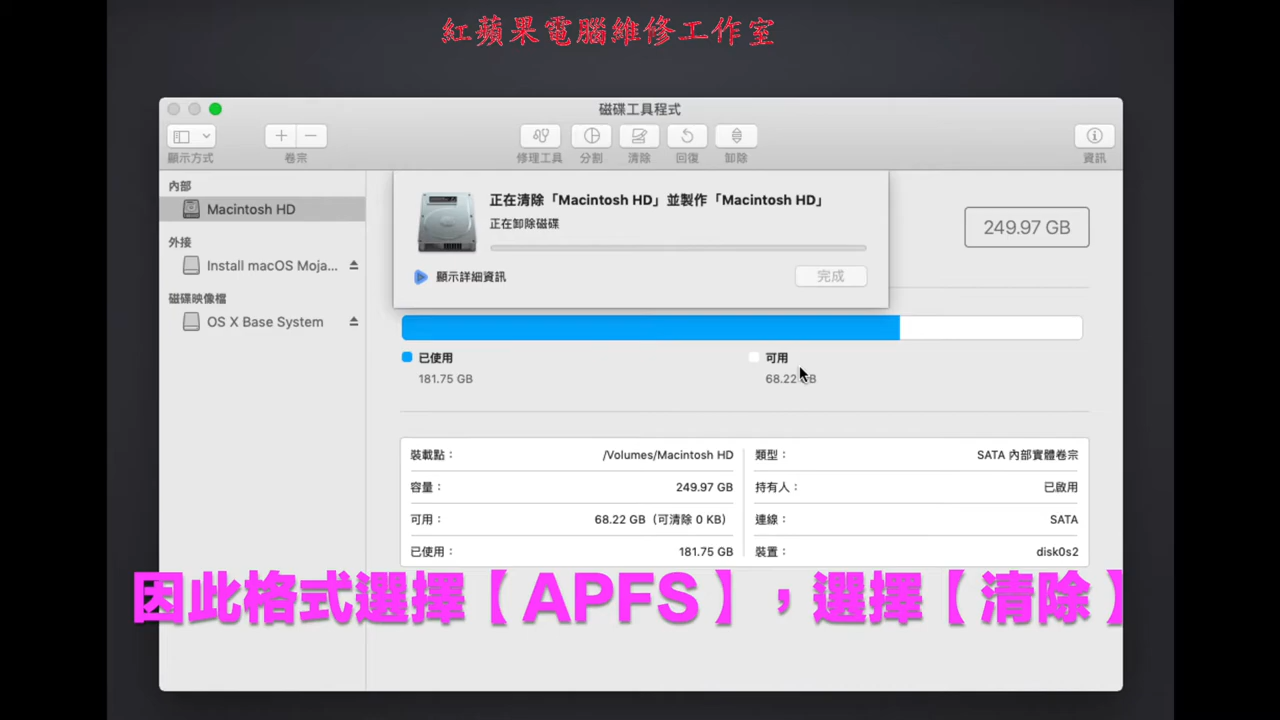 紅蘋果電腦維修工作室
磁碟工具程式
顯示方式
卷宗
修理工具
分割
清除
回復
卸除
資訊
內部
Macintosh HD
外接
Install macOS Moja...
磁碟映像檔
OS X Base System
正在清除「Macintosh HD」並製作「Macintosh HD」
正在卸除磁碟
顯示詳細資訊
完成
249.97 GB
已使用
181.75 GB
可用
68.22 GB
裝載點：
/Volumes/Macintosh HD
類型：
SATA 內部實體卷宗
容量：
249.97 GB
持有人：
已啟用
可用：
68.22 GB（可清除 0 KB）
連線：
SATA
已使用：
181.75 GB
裝置：
disk0s2
因此格式選擇【APFS】，選擇【清除】